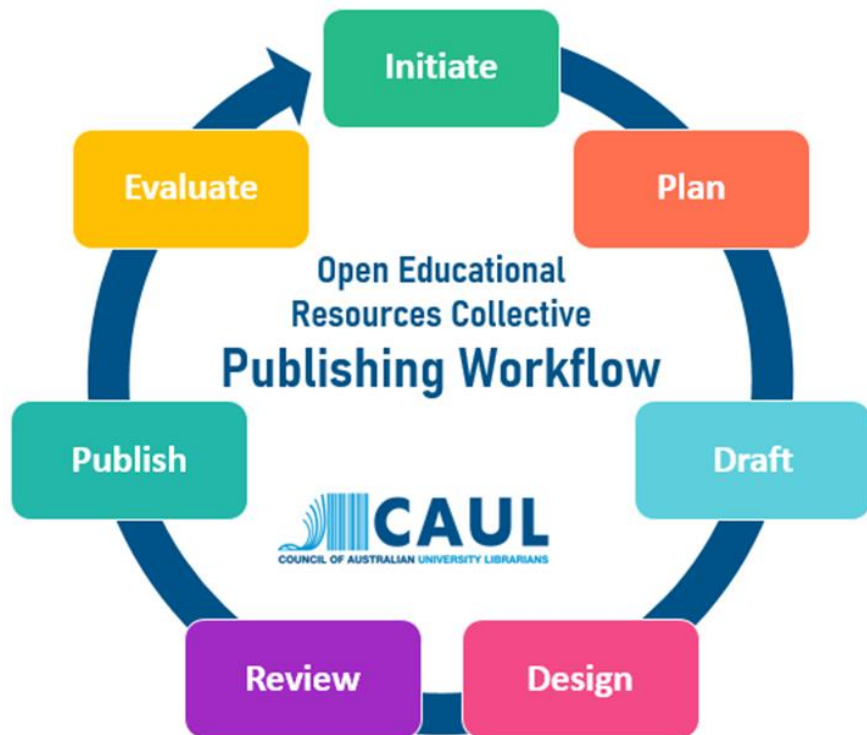 Initiate
Evaluate
Plan
Open Educational
Resources Collective
Publishing Workflow
Publish
Draft
CAUL
COUNCIL OF AUSTRALIAN UNIVERSITY LIBRARIANS
Review
Design